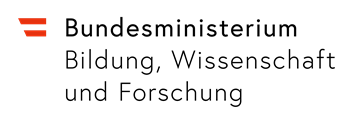 Bundesministerium
Bildung, Wissenschaft
und Forschung